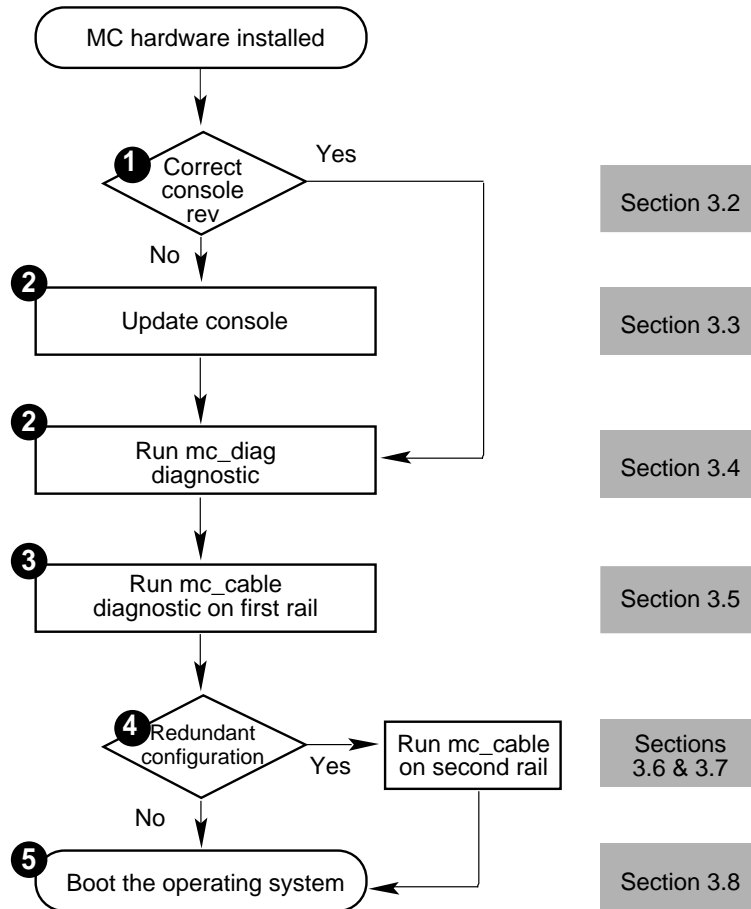 MC hardware installed
1
Correct
console
rev
Yes
No
Section 3.2
2
Update console
Section 3.3
2
Run mc_diag
diagnostic
Section 3.4
3
Run mc_cable
diagnostic on first rail
Section 3.5
4
Redundant
configuration
Yes
No
Run mc_cable
on second rail
Sections
3.6 & 3.7
5
Boot the operating system
Section 3.8